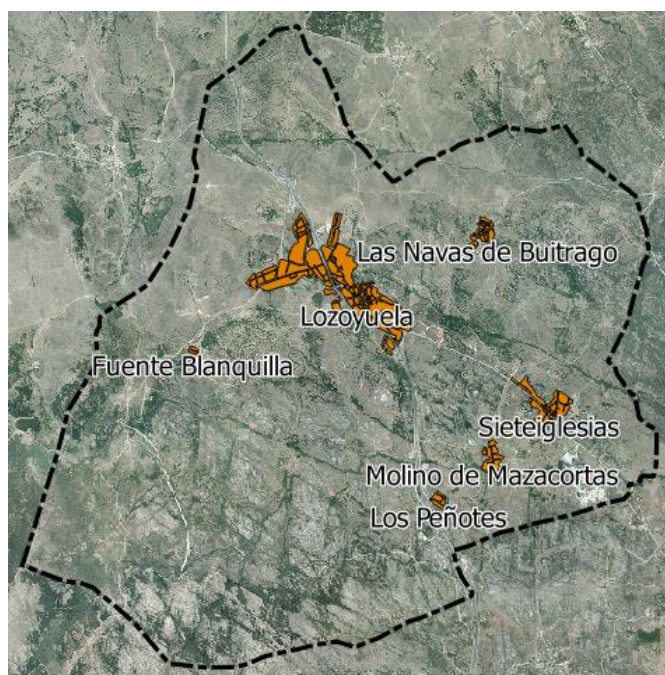 Las Navas de Buitrago
Lozoyuela
Fuente Blanquilla
Sieteiglesias
Molino de Mazacortas
Los Peñotes